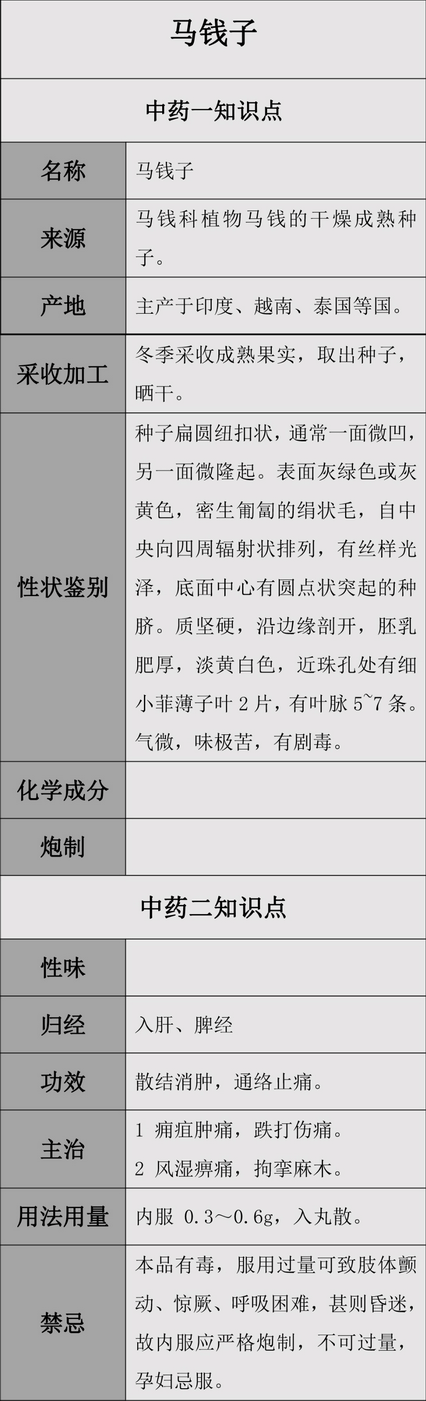 马钱子
中药一知识点
名称
马钱子
来源
马钱科植物马钱的干燥成熟种
子。
产地
主产于印度、越南、泰国等国。
采收加工
冬季采收成熟果实，取出种子，
晒干。
性状鉴别
种子扁圆纽扣状，通常一面微凹，
另一面微隆起。表面灰绿色或灰
黄色，密生匍匐的绢状毛，自中
央向四周辐射状排列，有丝样光
泽，底面中心有圆点状突起的种
脐。质坚硬，沿边缘剖开，胚乳
肥厚，淡黄白色，近珠孔处有细
小菲薄子叶2片，有叶脉5~7条。
气微，味极苦，有剧毒。
化学成分
炮制
中药二知识点
性味
归经
入肝、脾经
功效
散结消肿，通络止痛。
主治
1 痈疽肿痛，跌打伤痛。
2 风湿痹痛，拘挛麻木。
用法用量
内服 0.3～0.6g，入丸散。
禁忌
本品有毒，服用过量可致肢体颤
动、惊厥、呼吸困难，甚则昏迷，
故内服应严格炮制，不可过量，
孕妇忌服。